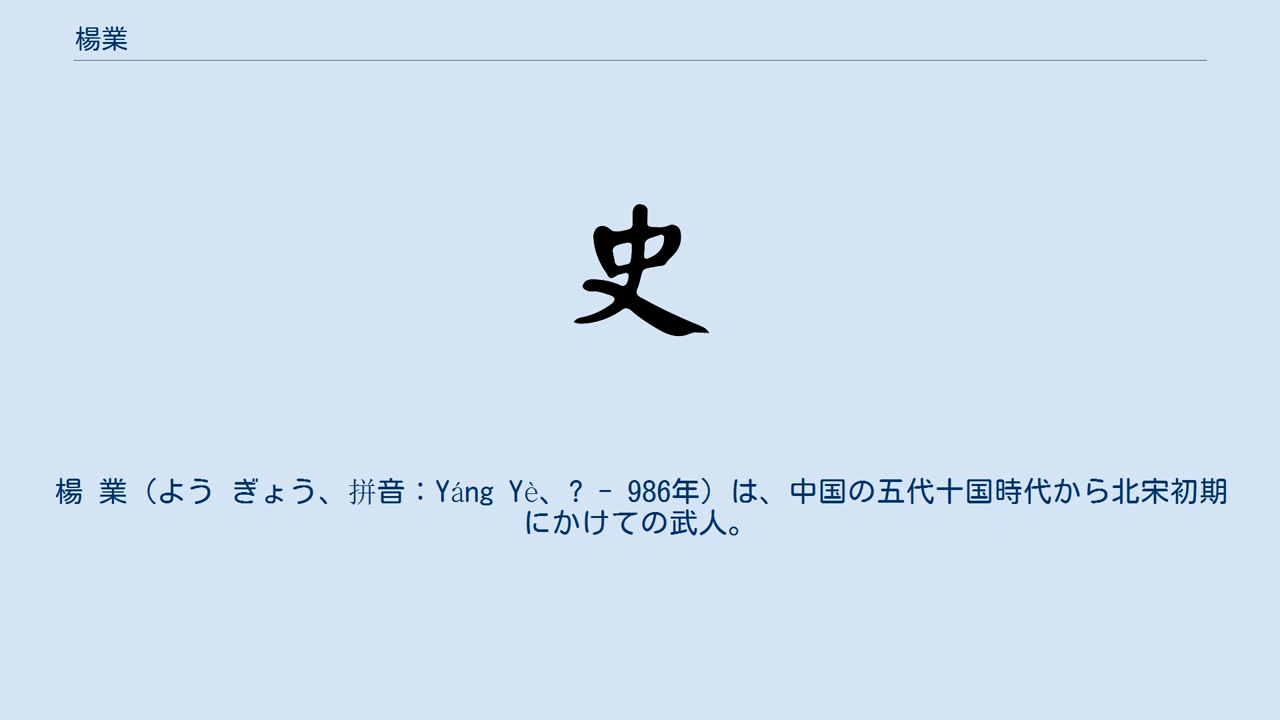 楊業
史
楊 業（よう ぎょう、拼音：Yáng Yè、? - 986年）は、中国の五代十国時代から北宋初期
にかけての武人。